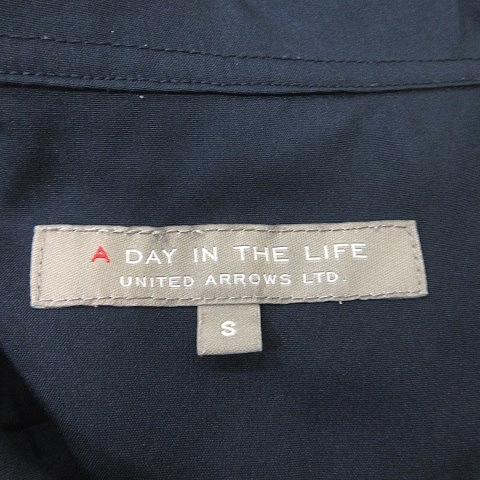 A DAY IN THE LIFE
UNITED ARROWS LTD.
S